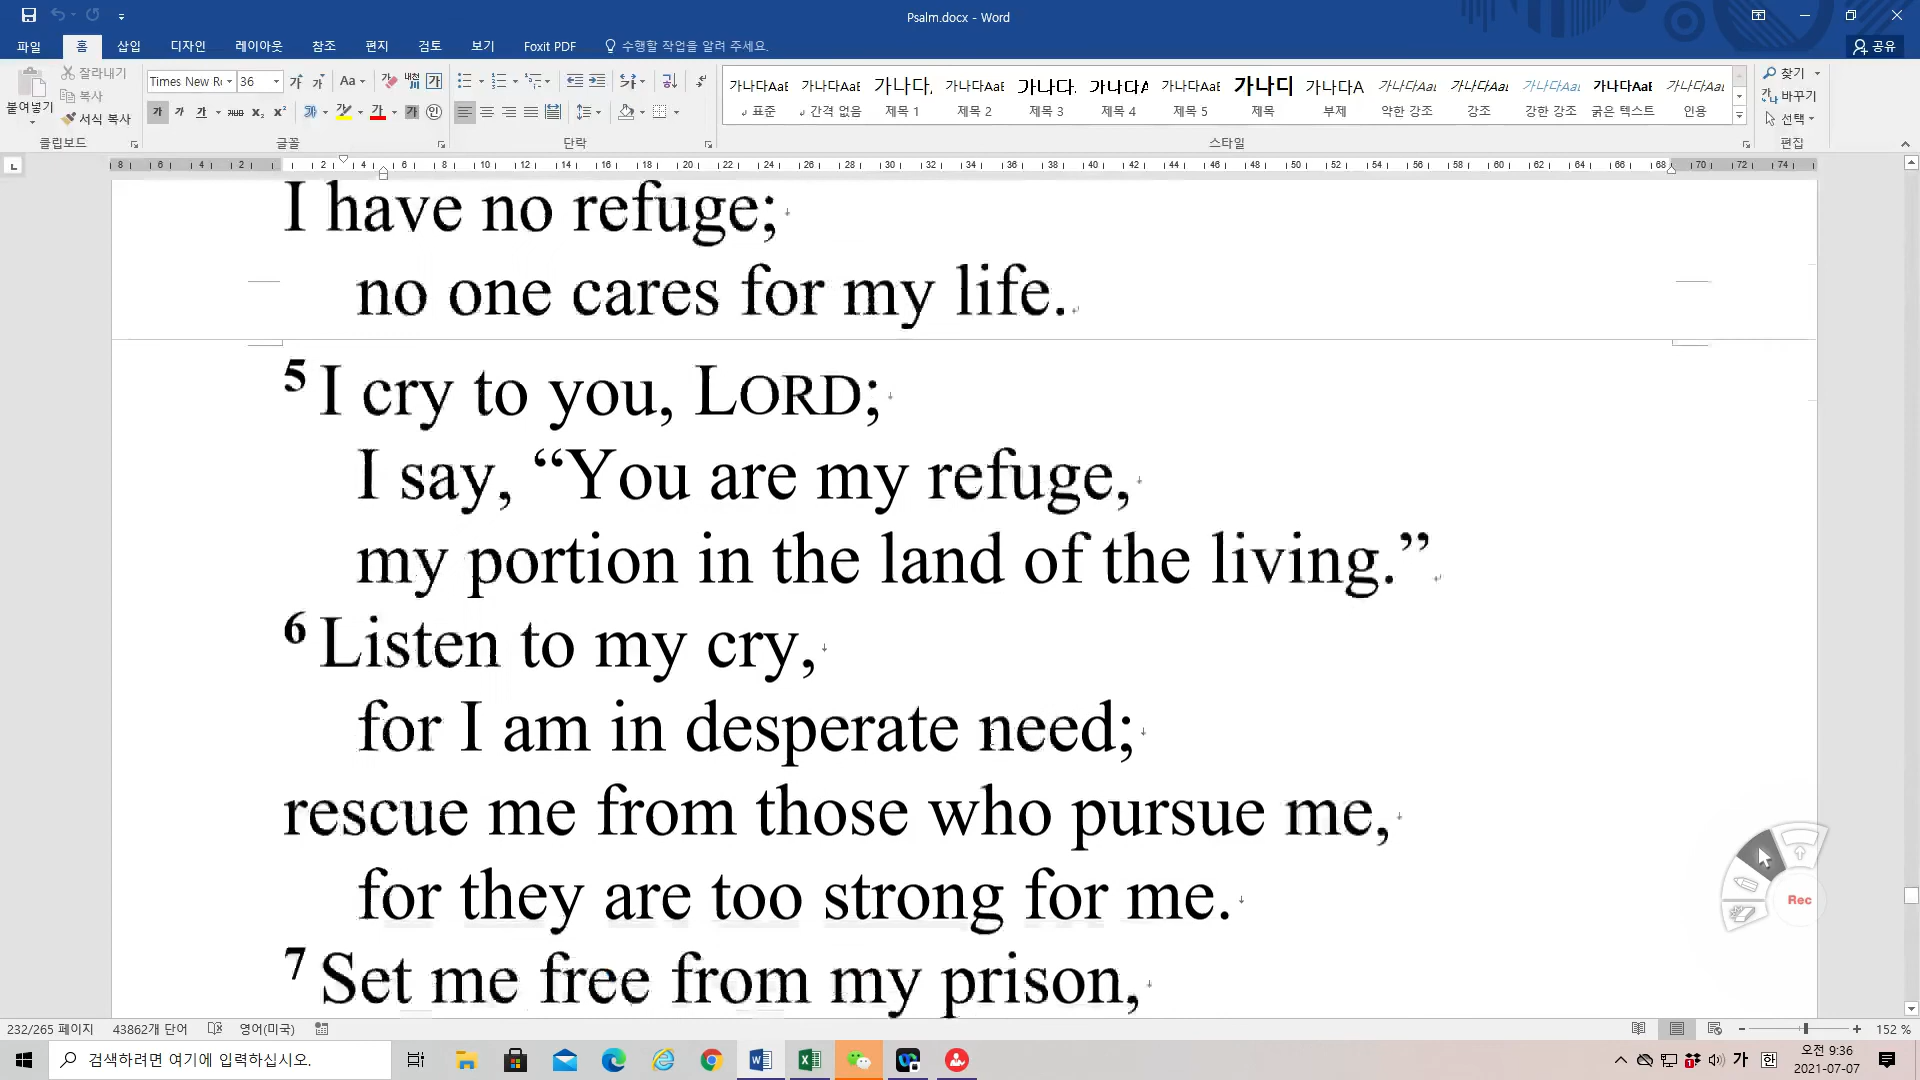 Psalm.docx - Word
파일 홈 삽입 디자인 레이아웃 참조 편지 검토 보기 Foxit PDF 수행할 작업을 알려 주세요. 공유
붙여넣기 잘라내기 복사 서식 복사 클립보드
Times New R 36 글꼴
단락
표준 간격 없음 제목 1 제목 2 제목 3 제목 4 제목 5 제목 부제 약한 강조 강조 강한 강조 굵은 텍스트 인용
스타일
찾기 바꾸기 선택 편집
I have no refuge;
no one cares for my life.
5 I cry to you, LORD;
I say, “You are my refuge,
my portion in the land of the living.”
6 Listen to my cry,
for I am in desperate need;
rescue me from those who pursue me,
for they are too strong for me.
7 Set me free from my prison,
Rec
232/265 페이지 43862개 단어 영어(미국) 152 %
검색하려면 여기에 입력하십시오.
가 오전 9:36
2021-07-07